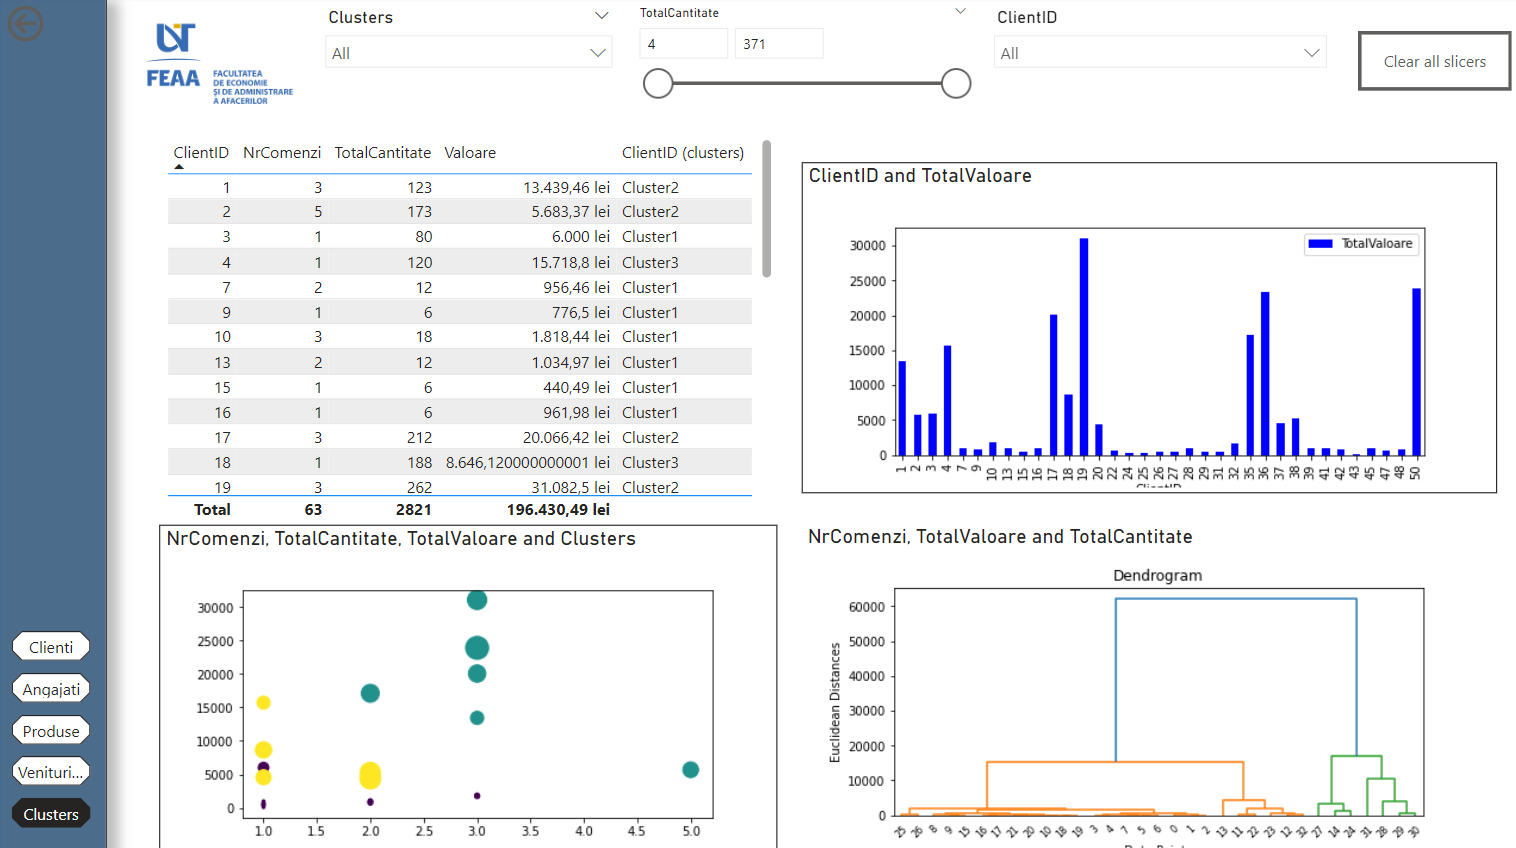 Clusters
All
TotalCantitate
4 371
ClientID
All
Clear all slicers
FEAA
FACULTATEA
DE ECONOMIE
ȘI DE ADMINISTRARE
A AFACERILOR
ClientID NrComenzi TotalCantitate Valoare ClientID (clusters)
1 3 123 13.439,46 lei Cluster2
2 5 173 5.683,37 lei Cluster2
3 1 80 6.000 lei Cluster1
4 1 120 15.718,8 lei Cluster3
7 2 12 956,46 lei Cluster1
9 1 6 776,5 lei Cluster1
10 3 18 1.818,44 lei Cluster1
13 2 12 1.034,97 lei Cluster1
15 1 6 440,49 lei Cluster1
16 1 6 961,98 lei Cluster1
17 3 212 20.066,42 lei Cluster2
18 1 188 8.646,120000000001 lei Cluster3
19 3 262 31.082,5 lei Cluster2
Total 63 2821 196.430,49 lei
ClientID and TotalValoare
TotalValoare
30000
25000
20000
15000
10000
5000
0
1 2 3 4 7 9 10 13 15 16 17 18 19 20 22 24 25 26 27 28 29 31 32 35 36 37 38 39 41 42 43 45 47 48 50
ClientID
NrComenzi, TotalCantitate, TotalValoare and Clusters
30000
25000
20000
15000
10000
5000
0
1.0 1.5 2.0 2.5 3.0 3.5 4.0 4.5 5.0
NrComenzi, TotalValoare and TotalCantitate
Dendrogram
Euclidean Distances
60000
50000
40000
30000
20000
10000
0
25 26 8 9 15 16 17 21 20 10 18 19 3 4 7 5 6 0 1 2 13 11 22 23 12 32 27 14 24 31 28 29 30
Clienti
Angajati
Produse
Venituri...
Clusters